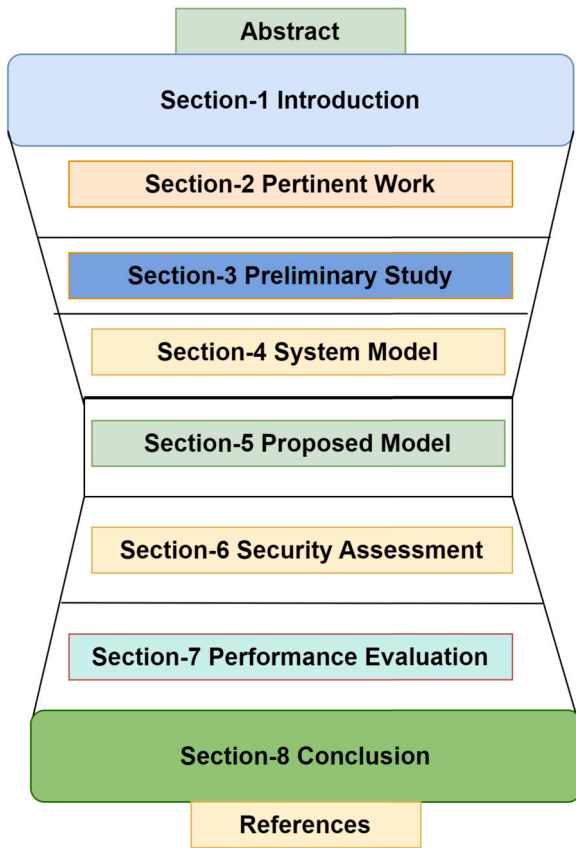 Abstract
Section-1 Introduction
Section-2 Pertinent Work
Section-3 Preliminary Study
Section-4 System Model
Section-5 Proposed Model
Section-6 Security Assessment
Section-7 Performance Evaluation
Section-8 Conclusion
References